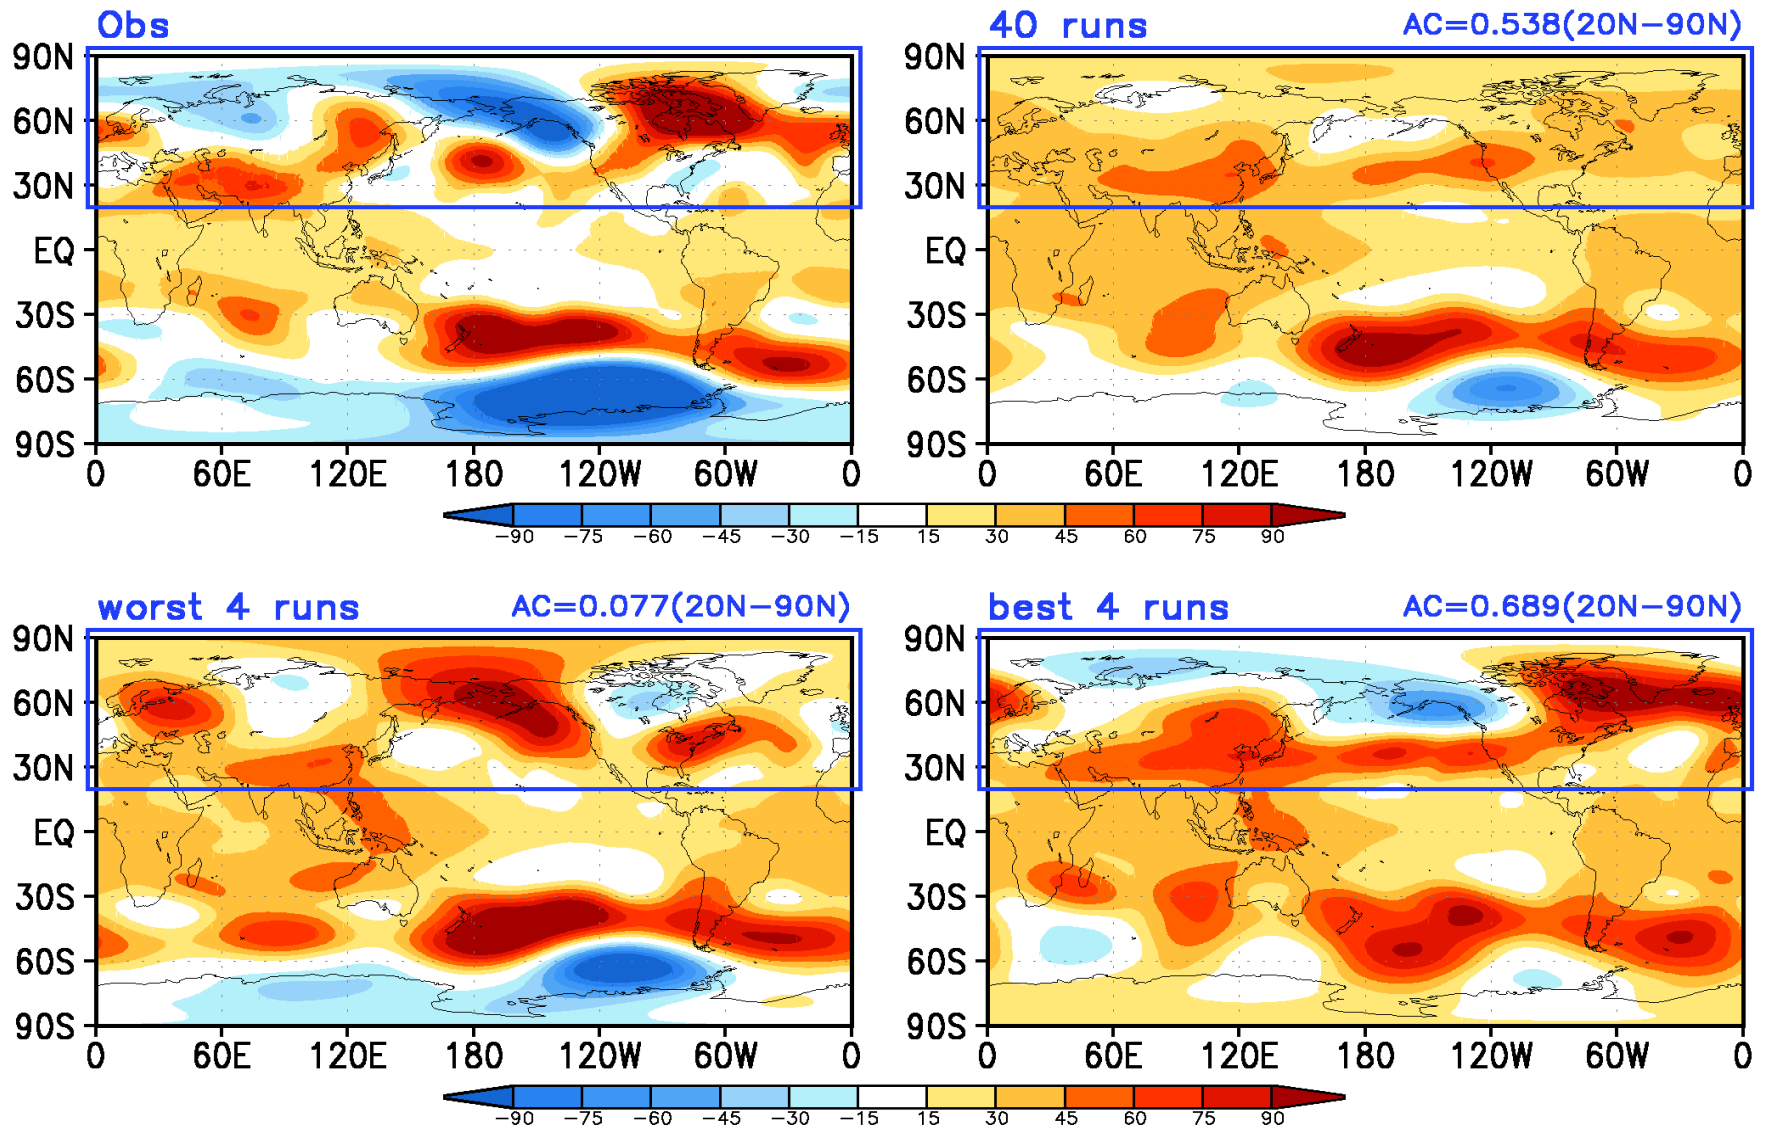 Obs
40 runs AC=0.538(20N−90N)
90N
60N
30N
EQ
30S
60S
90S
0 60E 120E 180 120W 60W 0
90N
60N
30N
EQ
30S
60S
90S
0 60E 120E 180 120W 60W 0
−90 −75 −60 −45 −30 −15 15 30 45 60 75 90
worst 4 runs AC=0.077(20N−90N)
best 4 runs AC=0.689(20N−90N)
90N
60N
30N
EQ
30S
60S
90S
0 60E 120E 180 120W 60W 0
90N
60N
30N
EQ
30S
60S
90S
0 60E 120E 180 120W 60W 0
−90 −75 −60 −45 −30 −15 15 30 45 60 75 90